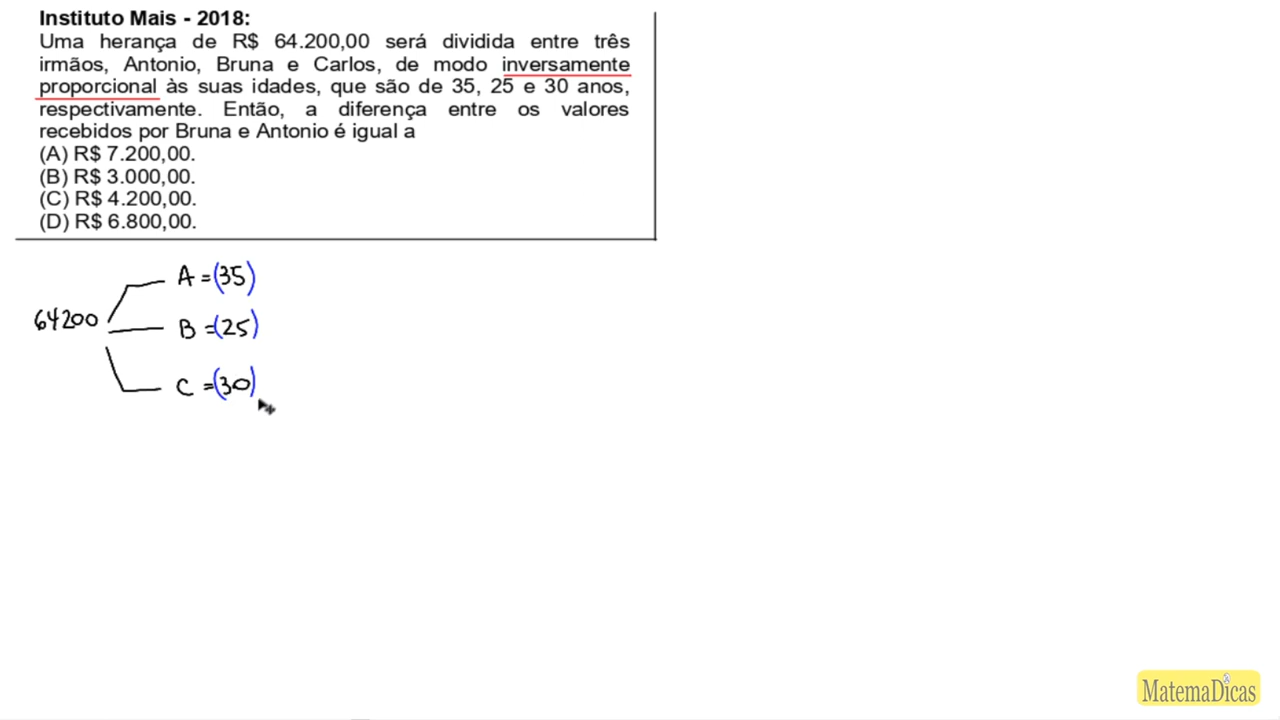 Instituto Mais - 2018:
Uma herança de R$ 64.200,00 será dividida entre três
irmãos, Antonio, Bruna e Carlos, de modo inversamente
proporcional às suas idades, que são de 35, 25 e 30 anos,
respectivamente. Então, a diferença entre os valores
recebidos por Bruna e Antonio é igual a
(A) R$ 7.200,00.
(B) R$ 3.000,00.
(C) R$ 4.200,00.
(D) R$ 6.800,00.
A = (35)
64200
B = (25)
C = (30)
MatemaDicas